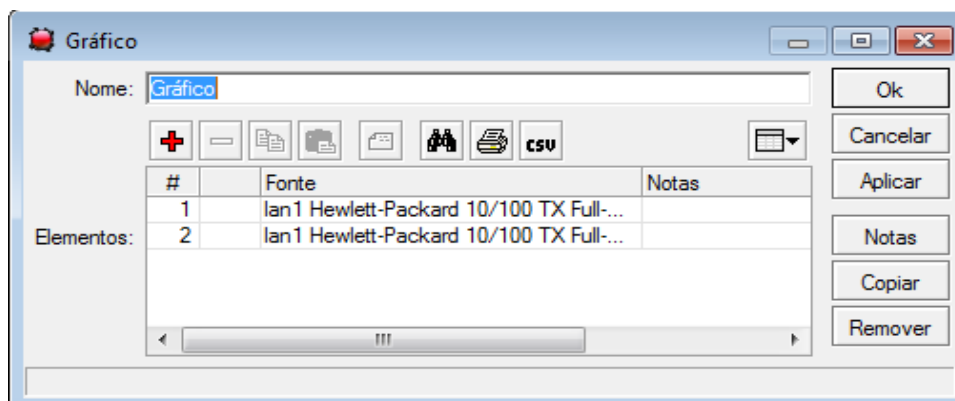 Gráfico
Nome: Gráfico
Ok
csv
Cancelar
# Fonte Notas
Aplicar
1 lan1 Hewlett-Packard 10/100 TX Full-...
Elementos: 2 lan1 Hewlett-Packard 10/100 TX Full-...
Notas
Copiar
Remover